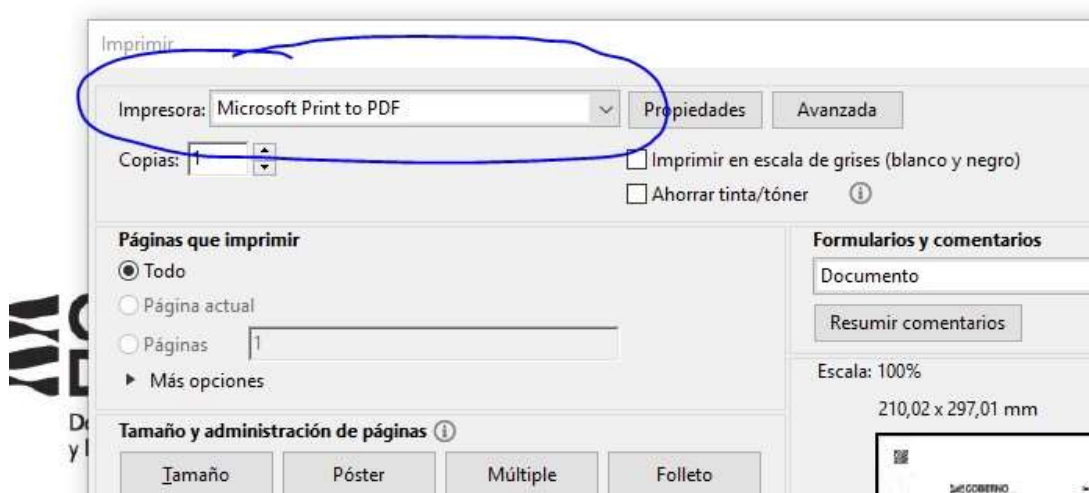 Imprimir
Impresora: Microsoft Print to PDF Propiedades Avanzada
Copias: 1 Imprimir en escala de grises (blanco y negro)
Ahorrar tinta/tóner
Páginas que imprimir
Todo
Página actual
Páginas 1
Más opciones
Formularios y comentarios
Documento
Resumir comentarios
Escala: 100%
210,02 x 297,01 mm
Tamaño y administración de páginas
Tamaño Póster Múltiple Folleto
GOBIERNO